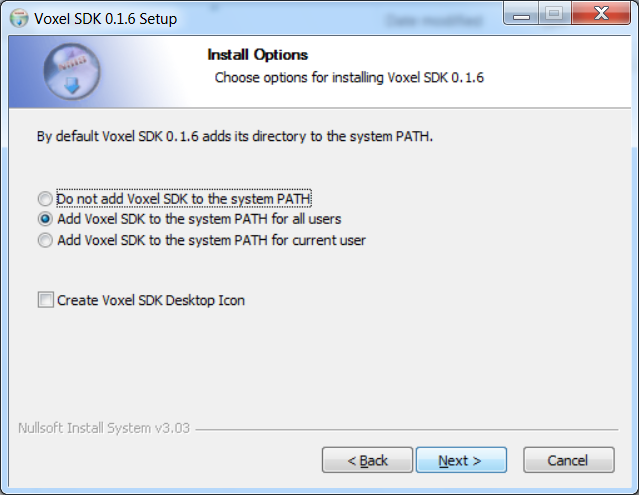 Voxel SDK 0.1.6 Setup
Date modified
Install Options
Choose options for installing Voxel SDK 0.1.6
By default Voxel SDK 0.1.6 adds its directory to the system PATH.
Do not add Voxel SDK to the system PATH
Add Voxel SDK to the system PATH for all users
Add Voxel SDK to the system PATH for current user
Create Voxel SDK Desktop Icon
Nullsoft Install System v3.03
< Back
Next >
Cancel